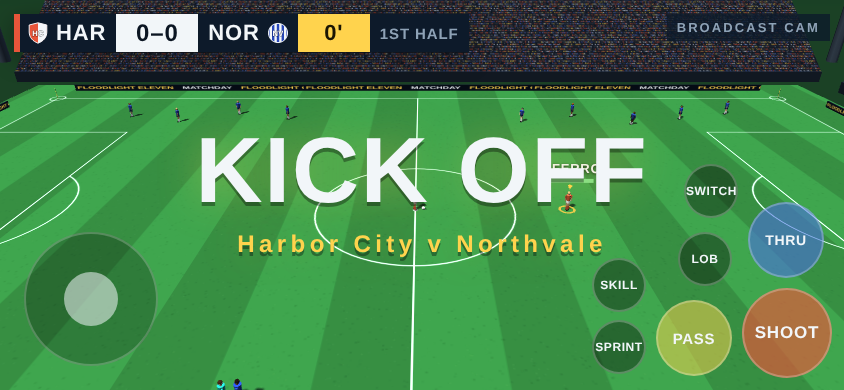 HAR 0–0 NOR 0' 1ST HALF
BROADCAST CAM
FLOODLIGHT ELEVEN MATCHDAY FLOODLIGHT ELEVEN MATCHDAY FLOODLIGHT ELEVEN MATCHDAY FLOODLIGHT
KICK OFF
Harbor City v Northvale
SWITCH
THRU
LOB
SKILL
SPRINT
PASS
SHOOT